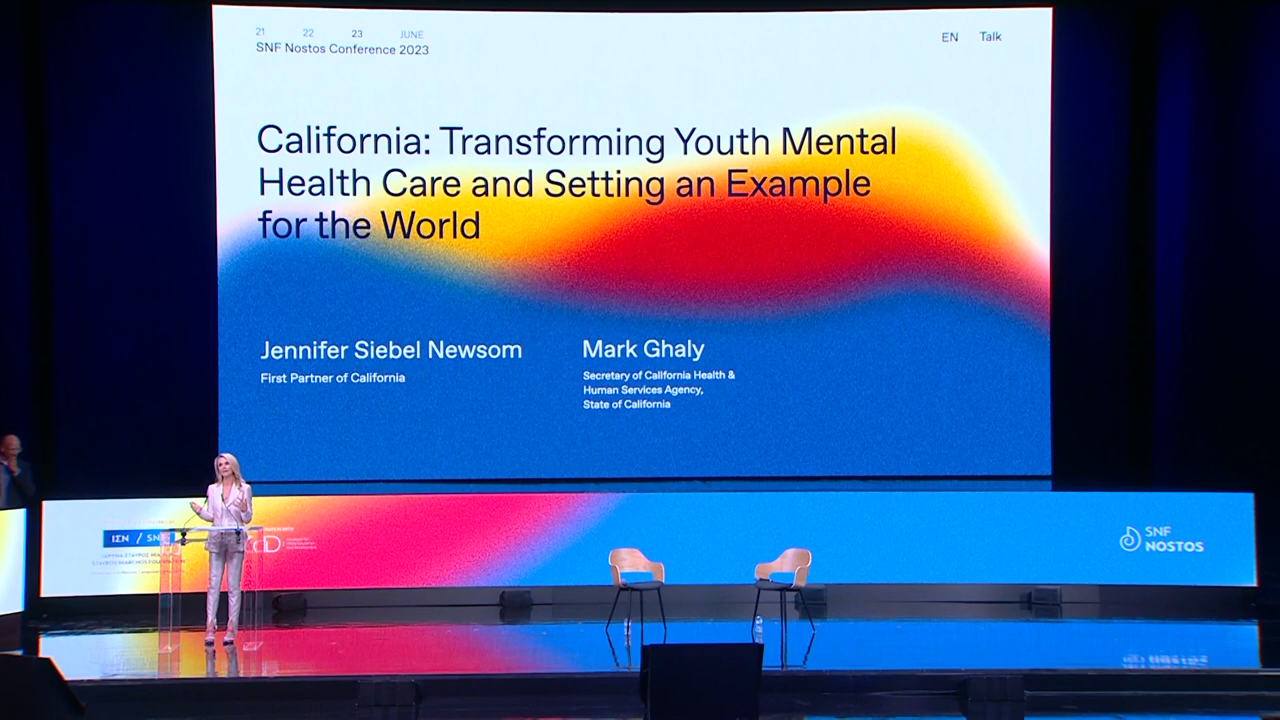 21 22 23 JUNE
SNF Nostos Conference 2023
EN Talk
California: Transforming Youth Mental
Health Care and Setting an Example
for the World
Jennifer Siebel Newsom
First Partner of California
Mark Ghaly
Secretary of California Health &
Human Services Agency,
State of California
ΙΣΝ / SN
SNF
NOSTOS